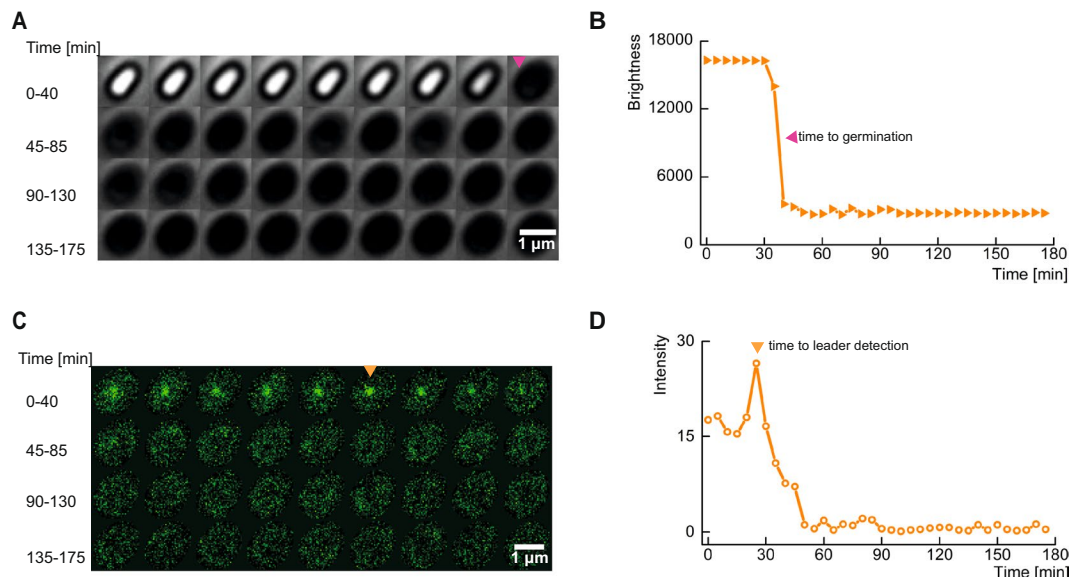 A
Time [min]
0-40
45-85
90-130
135-175
1 µm
B
Brightness
18000
12000
6000
0
time to germination
0 30 60 90 120 150 180
Time [min]
C
Time [min]
0-40
45-85
90-130
135-175
1 µm
D
Intensity
30
15
0
time to leader detection
0 30 60 90 120 150 180
Time [min]